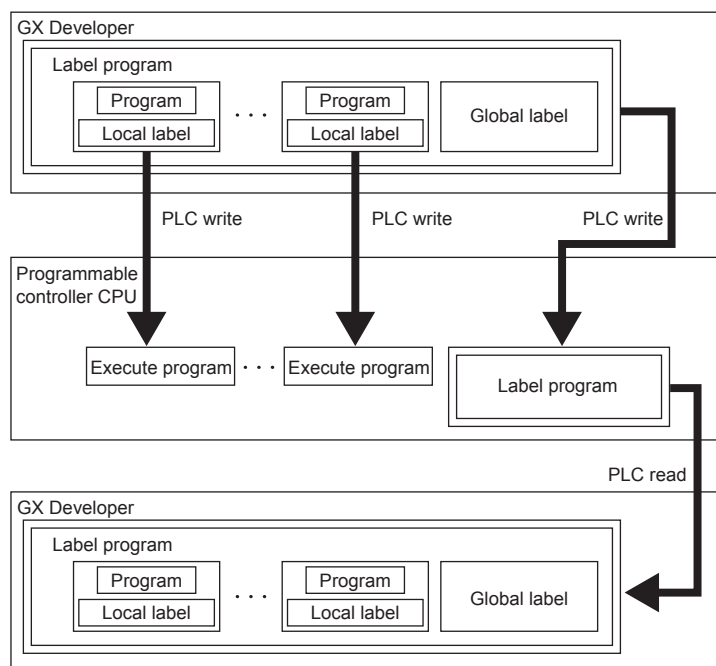 GX Developer
Label program
Program
Local label
. . .
Program
Local label
Global label
PLC write
PLC write
PLC write
Programmable
controller CPU
Execute program
. . .
Execute program
Label program
PLC read
GX Developer
Label program
Program
Local label
. . .
Program
Local label
Global label